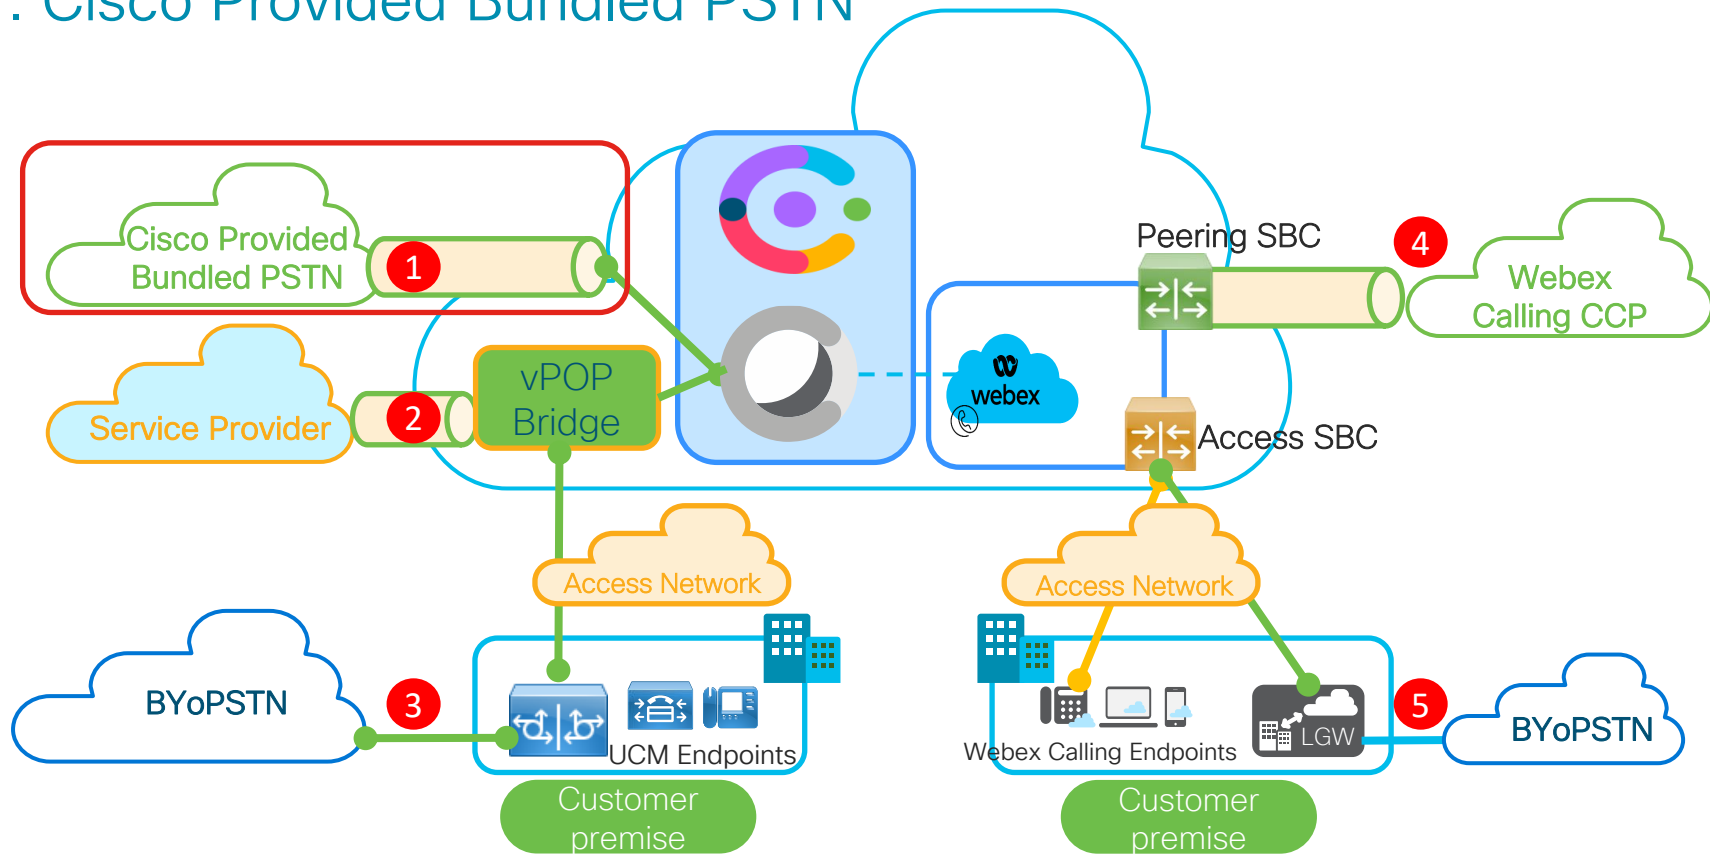 : Cisco Provided Bundled PSTN
Cisco Provided
Bundled PSTN
1
Peering SBC
4
Webex
Calling CCP
Service Provider
2
vPOP
Bridge
webex
Access SBC
Access Network
Access Network
BYoPSTN
3
UCM Endpoints
Webex Calling Endpoints
LGW
5
BYoPSTN
Customer
premise
Customer
premise